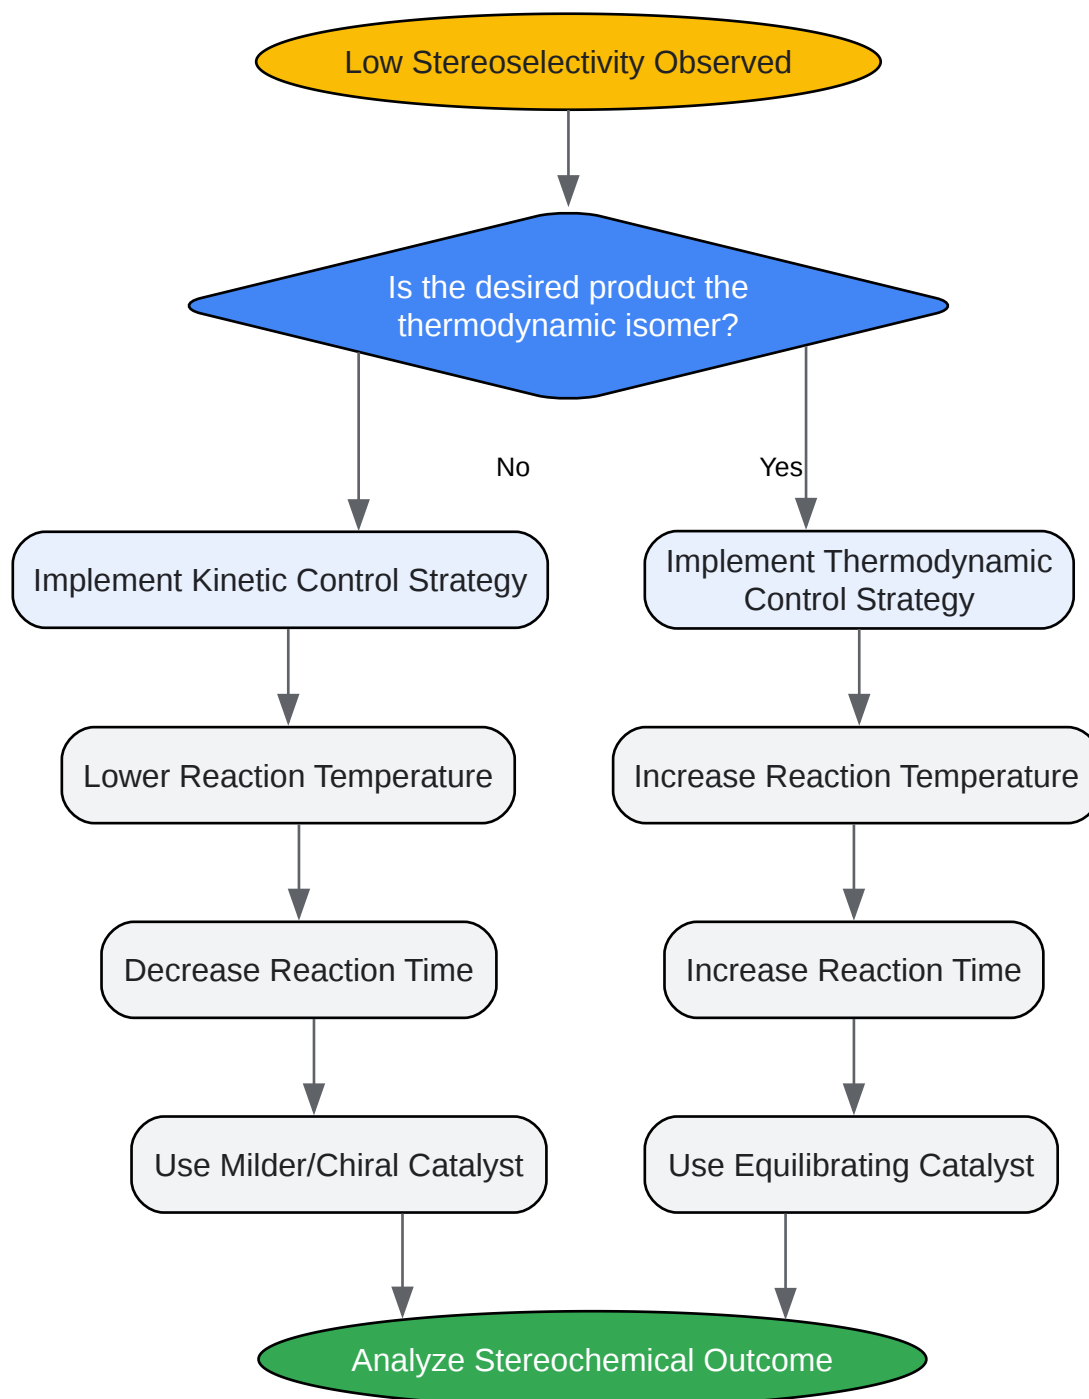 Low Stereoselectivity Observed
Is the desired product the
thermodynamic isomer?
No
Yes
Implement Kinetic Control Strategy
Implement Thermodynamic
Control Strategy
Lower Reaction Temperature
Increase Reaction Temperature
Decrease Reaction Time
Increase Reaction Time
Use Milder/Chiral Catalyst
Use Equilibrating Catalyst
Analyze Stereochemical Outcome